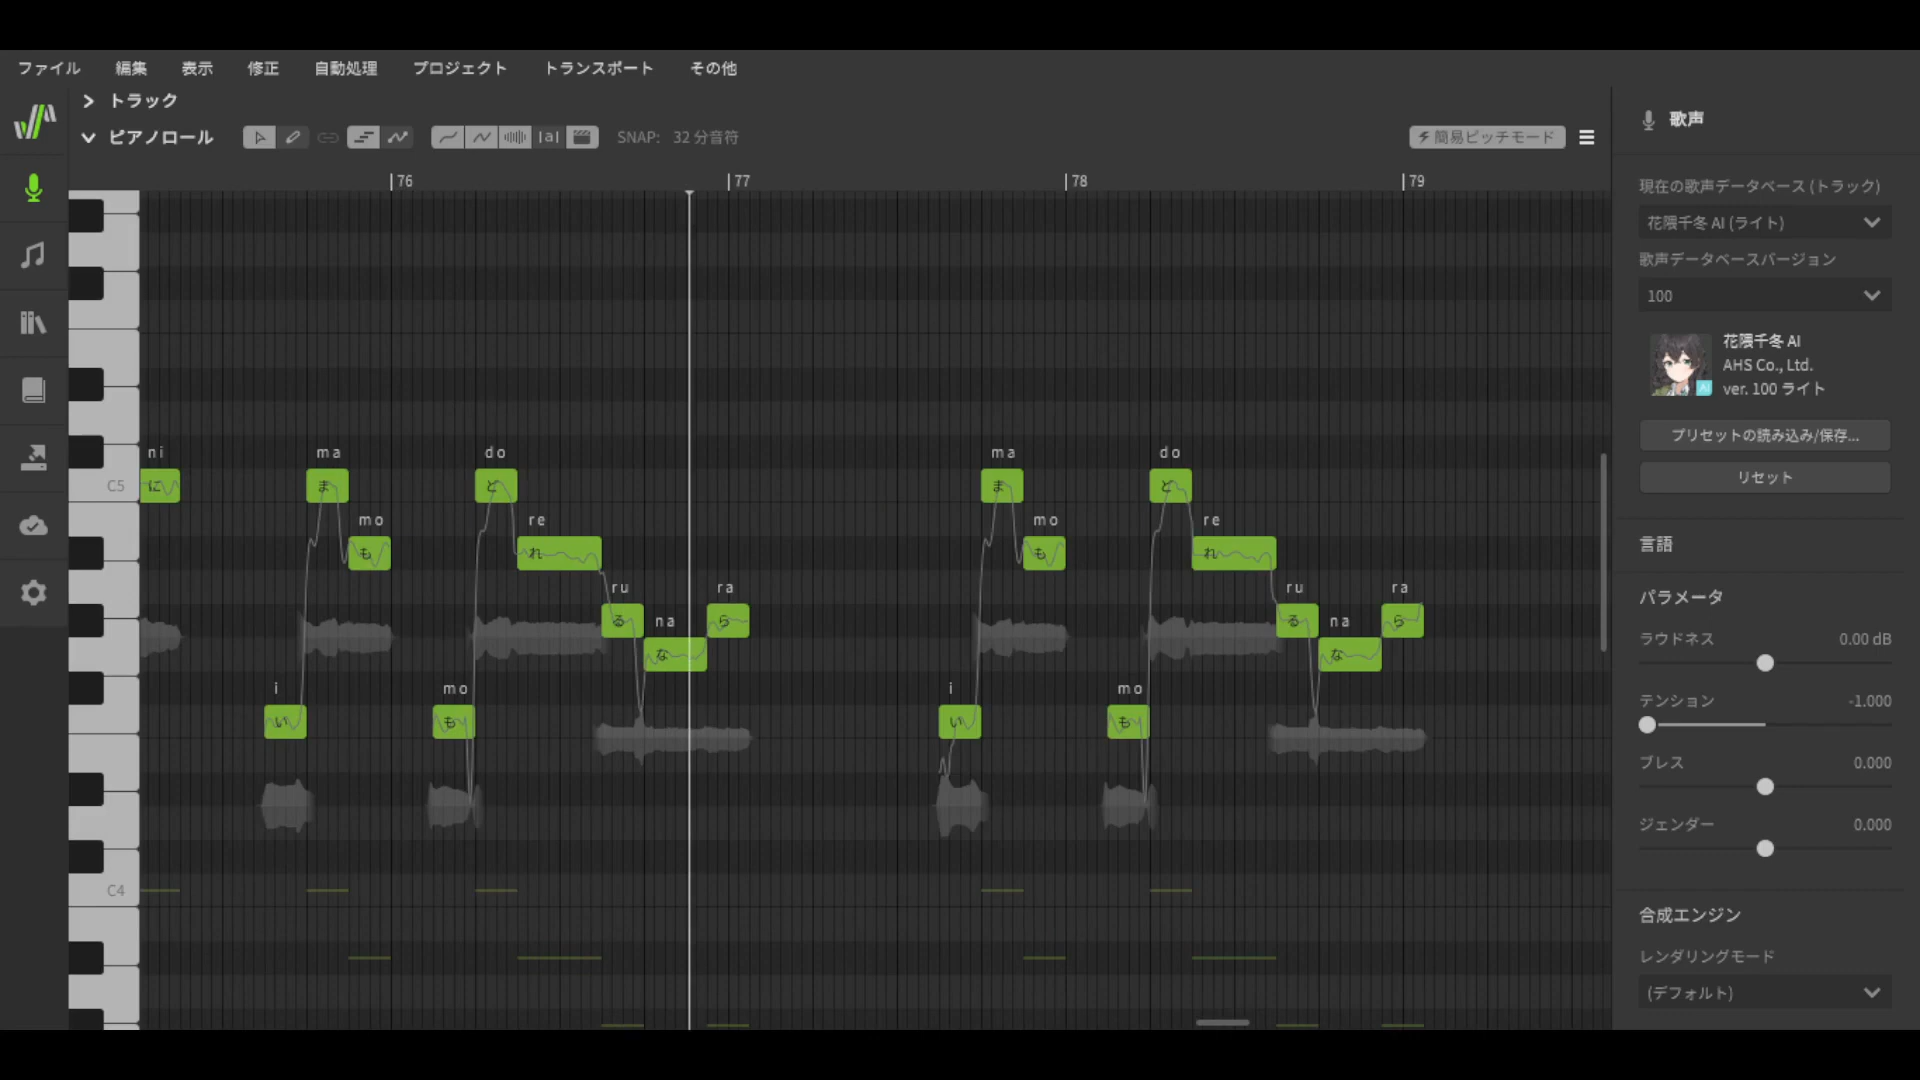 ファイル 編集 表示 修正 自動処理 プロジェクト トランスポート その他
トラック
ピアノロール |a| SNAP: 32 分音符 簡易ピッチモード
76 77 78 79
ni ma do ma do
C5 に ま ど ま ど
mo re mo re
も れ も れ
ru ra ru ra
る na ら る na ら
な な
i mo i mo
い も い も
C4
歌声
現在の歌声データベース (トラック)
花隈千冬 AI (ライト)
歌声データベースバージョン
100
花隈千冬 AI
AHS Co., Ltd.
ver. 100 ライト
AI
プリセットの読み込み/保存...
リセット
言語
パラメータ
ラウドネス 0.00 dB
テンション -1.000
ブレス 0.000
ジェンダー 0.000
合成エンジン
レンダリングモード
(デフォルト)